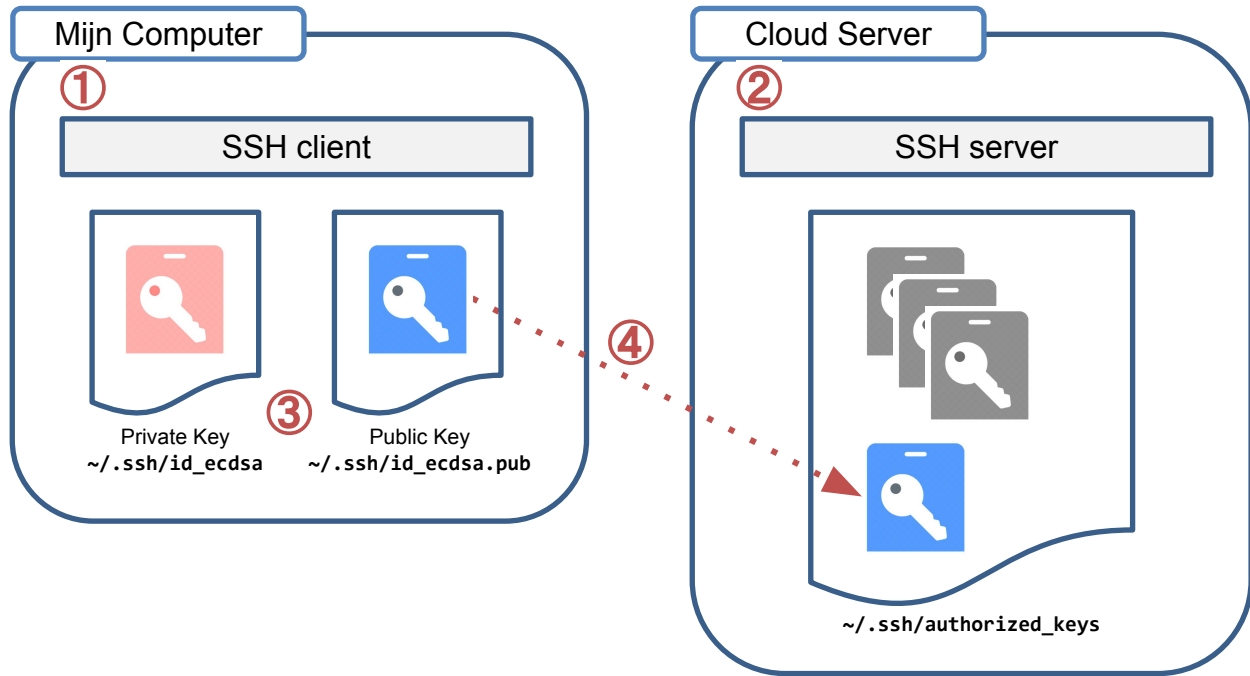 Mijn Computer
①
SSH client
Private Key
~/.ssh/id_ecdsa
③
Public Key
~/.ssh/id_ecdsa.pub
④
Cloud Server
②
SSH server
~/.ssh/authorized_keys